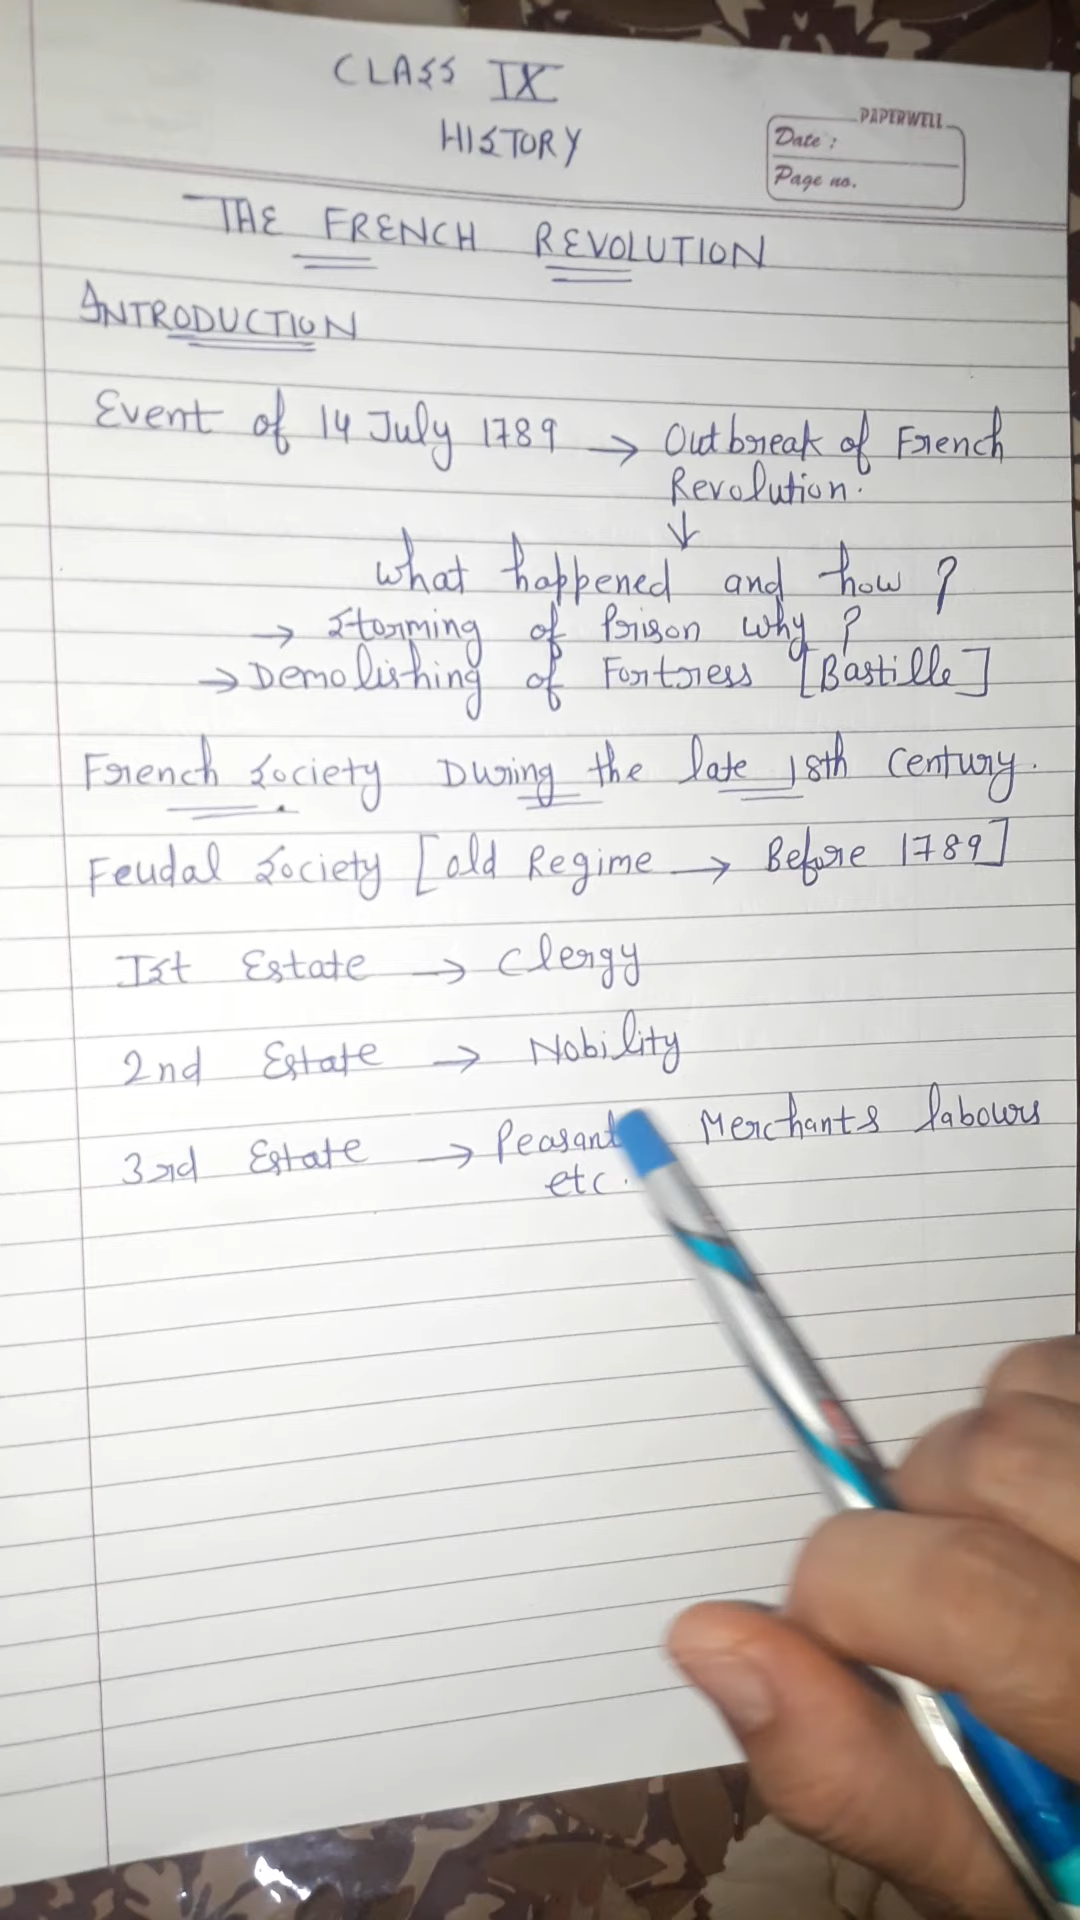 CLASS IX
HISTORY
PAPERWELL
Date :
Page no.
THE FRENCH REVOLUTION
INTRODUCTION
Event of 14 July 1789 → Outbreak of French
Revolution.
↓
What happened and how ?
→ Storming of Prison why ?
→ Demolishing of Fortress [Bastille]
French Society During the late 18th Century.
Feudal Society [old Regime → Before 1789]
Ist Estate → Clergy
2nd Estate → Nobility
3rd Estate → Peasant Merchants labours
etc.